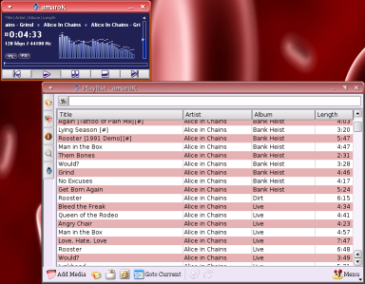 amaroK
Title | Artist | Album | Length
ains - Grind ◆ Alice In Chains ◆ Alice In Chains - Gri
0:04:33
128 kbps / 44100 Hz
Playlist - amaroK
Title Artist Album Length
Again [Tattoo of Pain Mix][#] Alice in Chains Bank Heist 4:03
Lying Season [#] Alice in Chains Bank Heist 3:20
Rooster [1991 Demo][#] Alice in Chains Bank Heist 5:47
Man in the Box Alice in Chains Bank Heist 4:47
Them Bones Alice in Chains Bank Heist 2:31
Would? Alice in Chains Bank Heist 3:28
Grind Alice in Chains Bank Heist 4:46
No Excuses Alice in Chains Bank Heist 4:17
Get Born Again Alice in Chains Bank Heist 5:24
Rooster Alice in Chains Dirt 6:15
Bleed the Freak Alice in Chains Live 4:34
Queen of the Rodeo Alice in Chains Live 4:41
Angry Chair Alice in Chains Live 4:23
Man in the Box Alice in Chains Live 4:57
Love, Hate, Love Alice in Chains Live 7:47
Rooster Alice in Chains Live 6:48
Would? Alice in Chains Live 3:49
Alice in Chains Live
Add Media Goto Current Menu